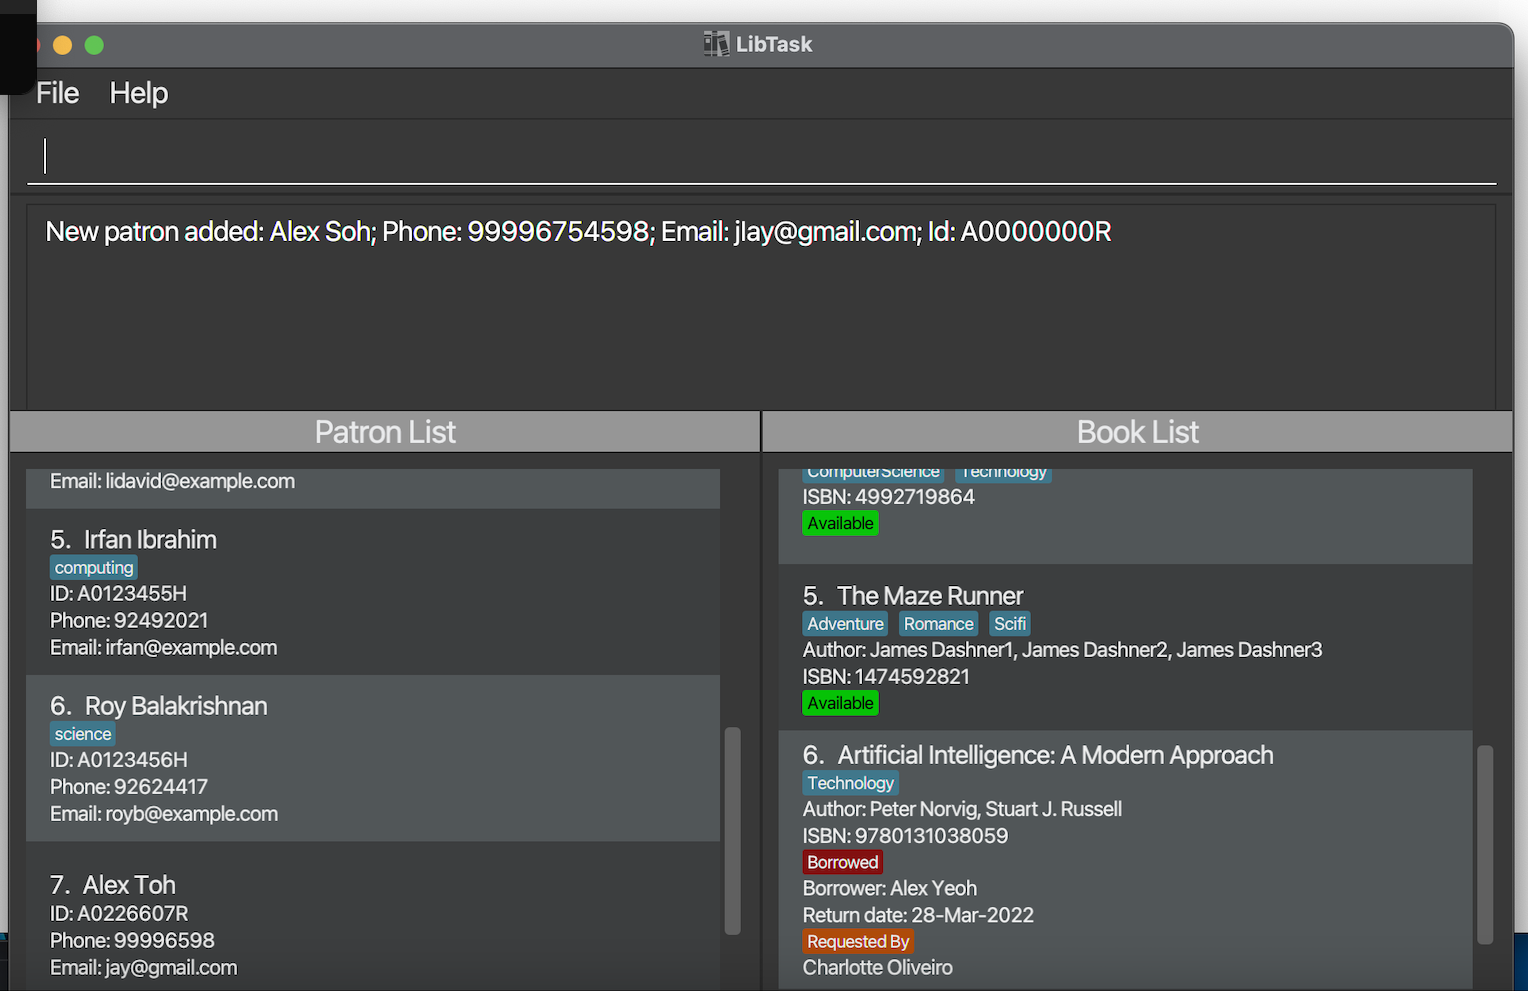 LibTask
File Help
New patron added: Alex Soh; Phone: 99996754598; Email: jlay@gmail.com; Id: A0000000R
Patron List
Email: lidavid@example.com
5. Irfan Ibrahim
computing
ID: A0123455H
Phone: 92492021
Email: irfan@example.com
6. Roy Balakrishnan
science
ID: A0123456H
Phone: 92624417
Email: royb@example.com
7. Alex Toh
ID: A0226607R
Phone: 99996598
Email: jay@gmail.com
Book List
ComputerScience Technology
ISBN: 4992719864
Available
5. The Maze Runner
Adventure Romance Scifi
Author: James Dashner1, James Dashner2, James Dashner3
ISBN: 1474592821
Available
6. Artificial Intelligence: A Modern Approach
Technology
Author: Peter Norvig, Stuart J. Russell
ISBN: 9780131038059
Borrowed
Borrower: Alex Yeoh
Return date: 28-Mar-2022
Requested By
Charlotte Oliveiro